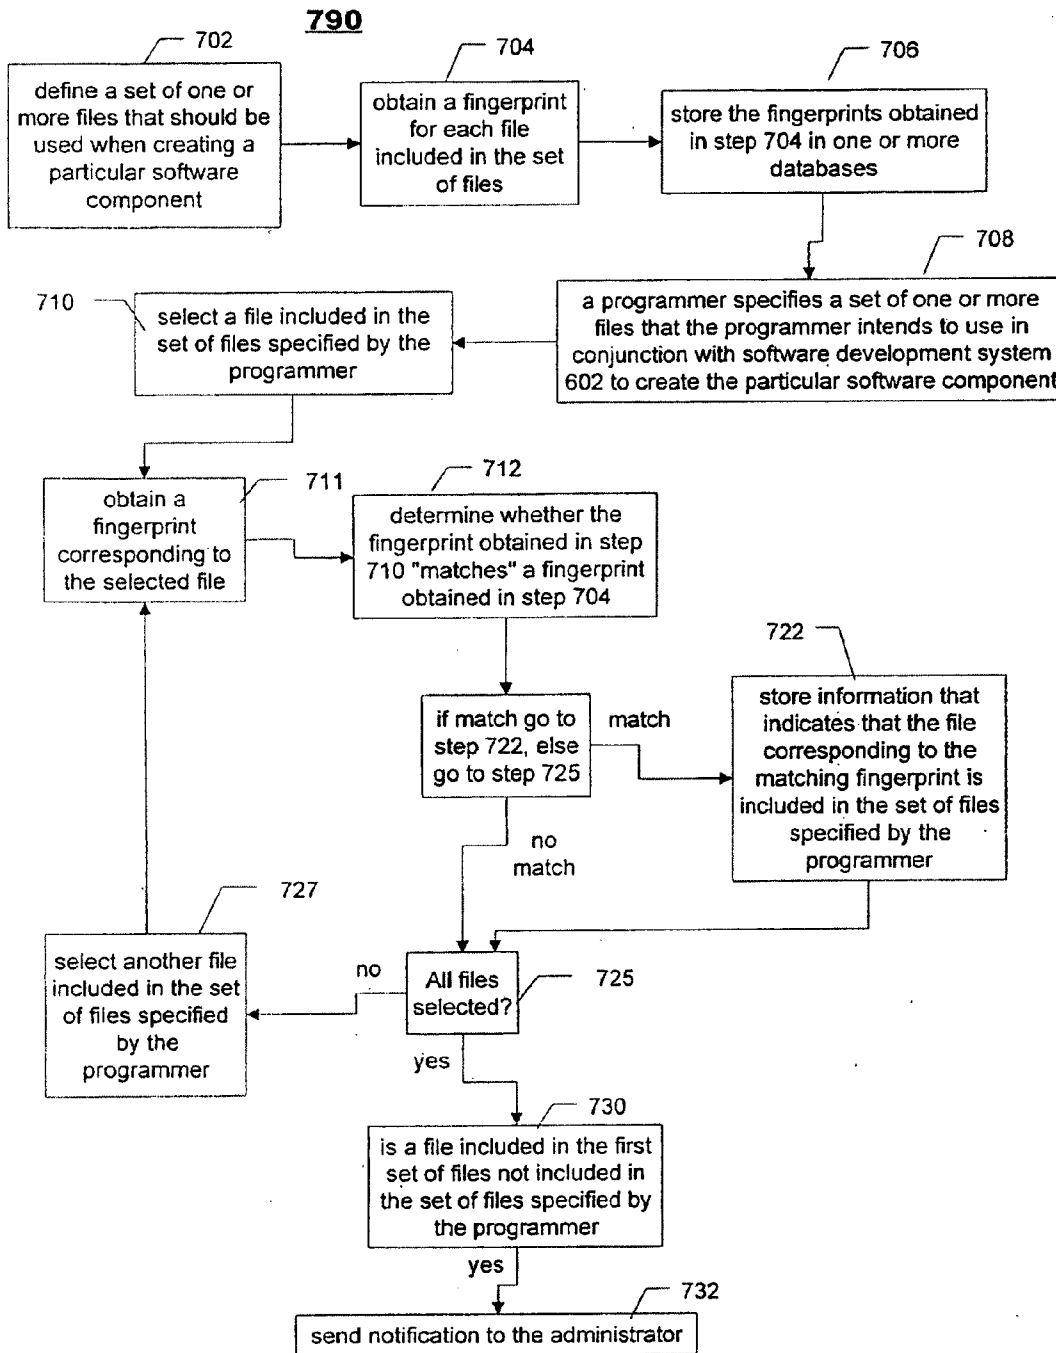 790
702
define a set of one or
more files that should be
used when creating a
particular software
component
704
obtain a fingerprint
for each file
included in the set
of files
706
store the fingerprints obtained
in step 704 in one or more
databases
708
a programmer specifies a set of one or more
files that the programmer intends to use in
conjunction with software development system
602 to create the particular software component
710
select a file included in the
set of files specified by the
programmer
711
obtain a
fingerprint
corresponding to
the selected file
712
determine whether the
fingerprint obtained in step
710 "matches" a fingerprint
obtained in step 704
if match go to
step 722, else
go to step 725
match
no
match
722
store information that
indicates that the file
corresponding to the
matching fingerprint is
included in the set of files
specified by the
programmer
727
select another file
included in the set
of files specified
by the
programmer
no
All files
selected?
725
yes
730
is a file included in the first
set of files not included in
the set of files specified by
the programmer
yes
732
send notification to the administrator